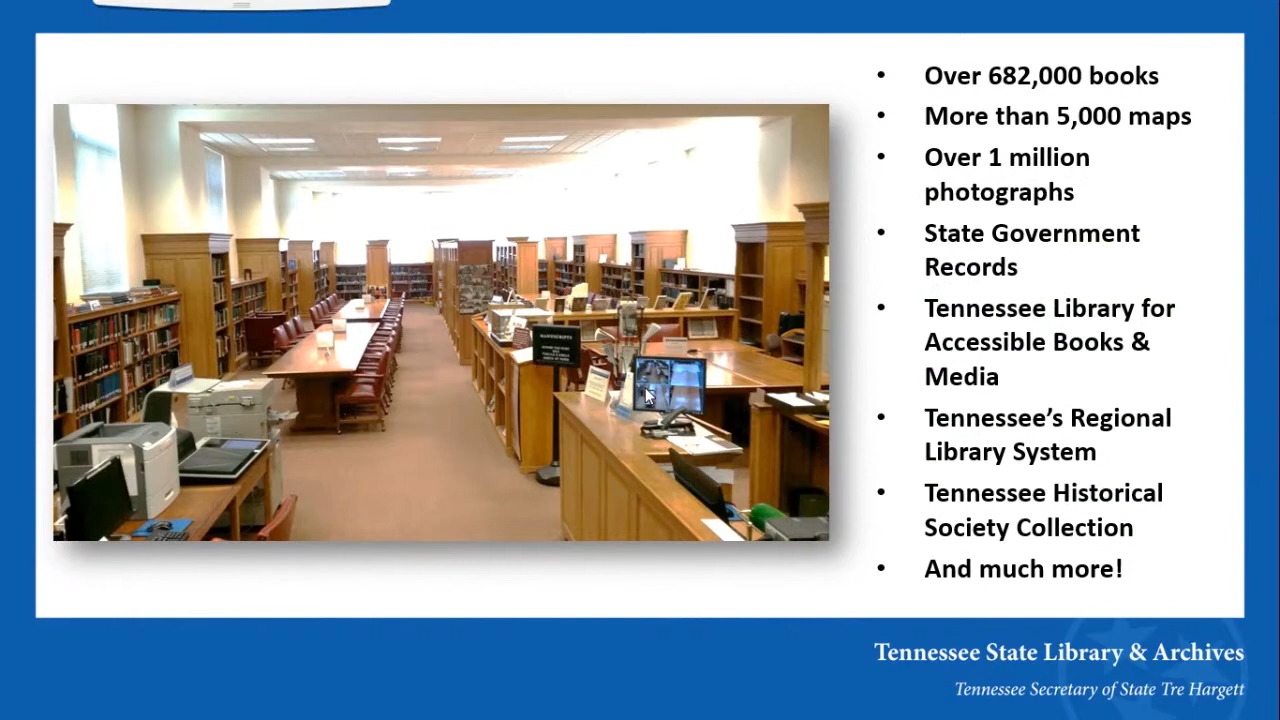 • Over 682,000 books
• More than 5,000 maps
• Over 1 million
photographs
• State Government
Records
• Tennessee Library for
Accessible Books &
Media
• Tennessee’s Regional
Library System
• Tennessee Historical
Society Collection
• And much more!
MANUSCRIPTS
Tennessee State Library & Archives
Tennessee Secretary of State Tre Hargett